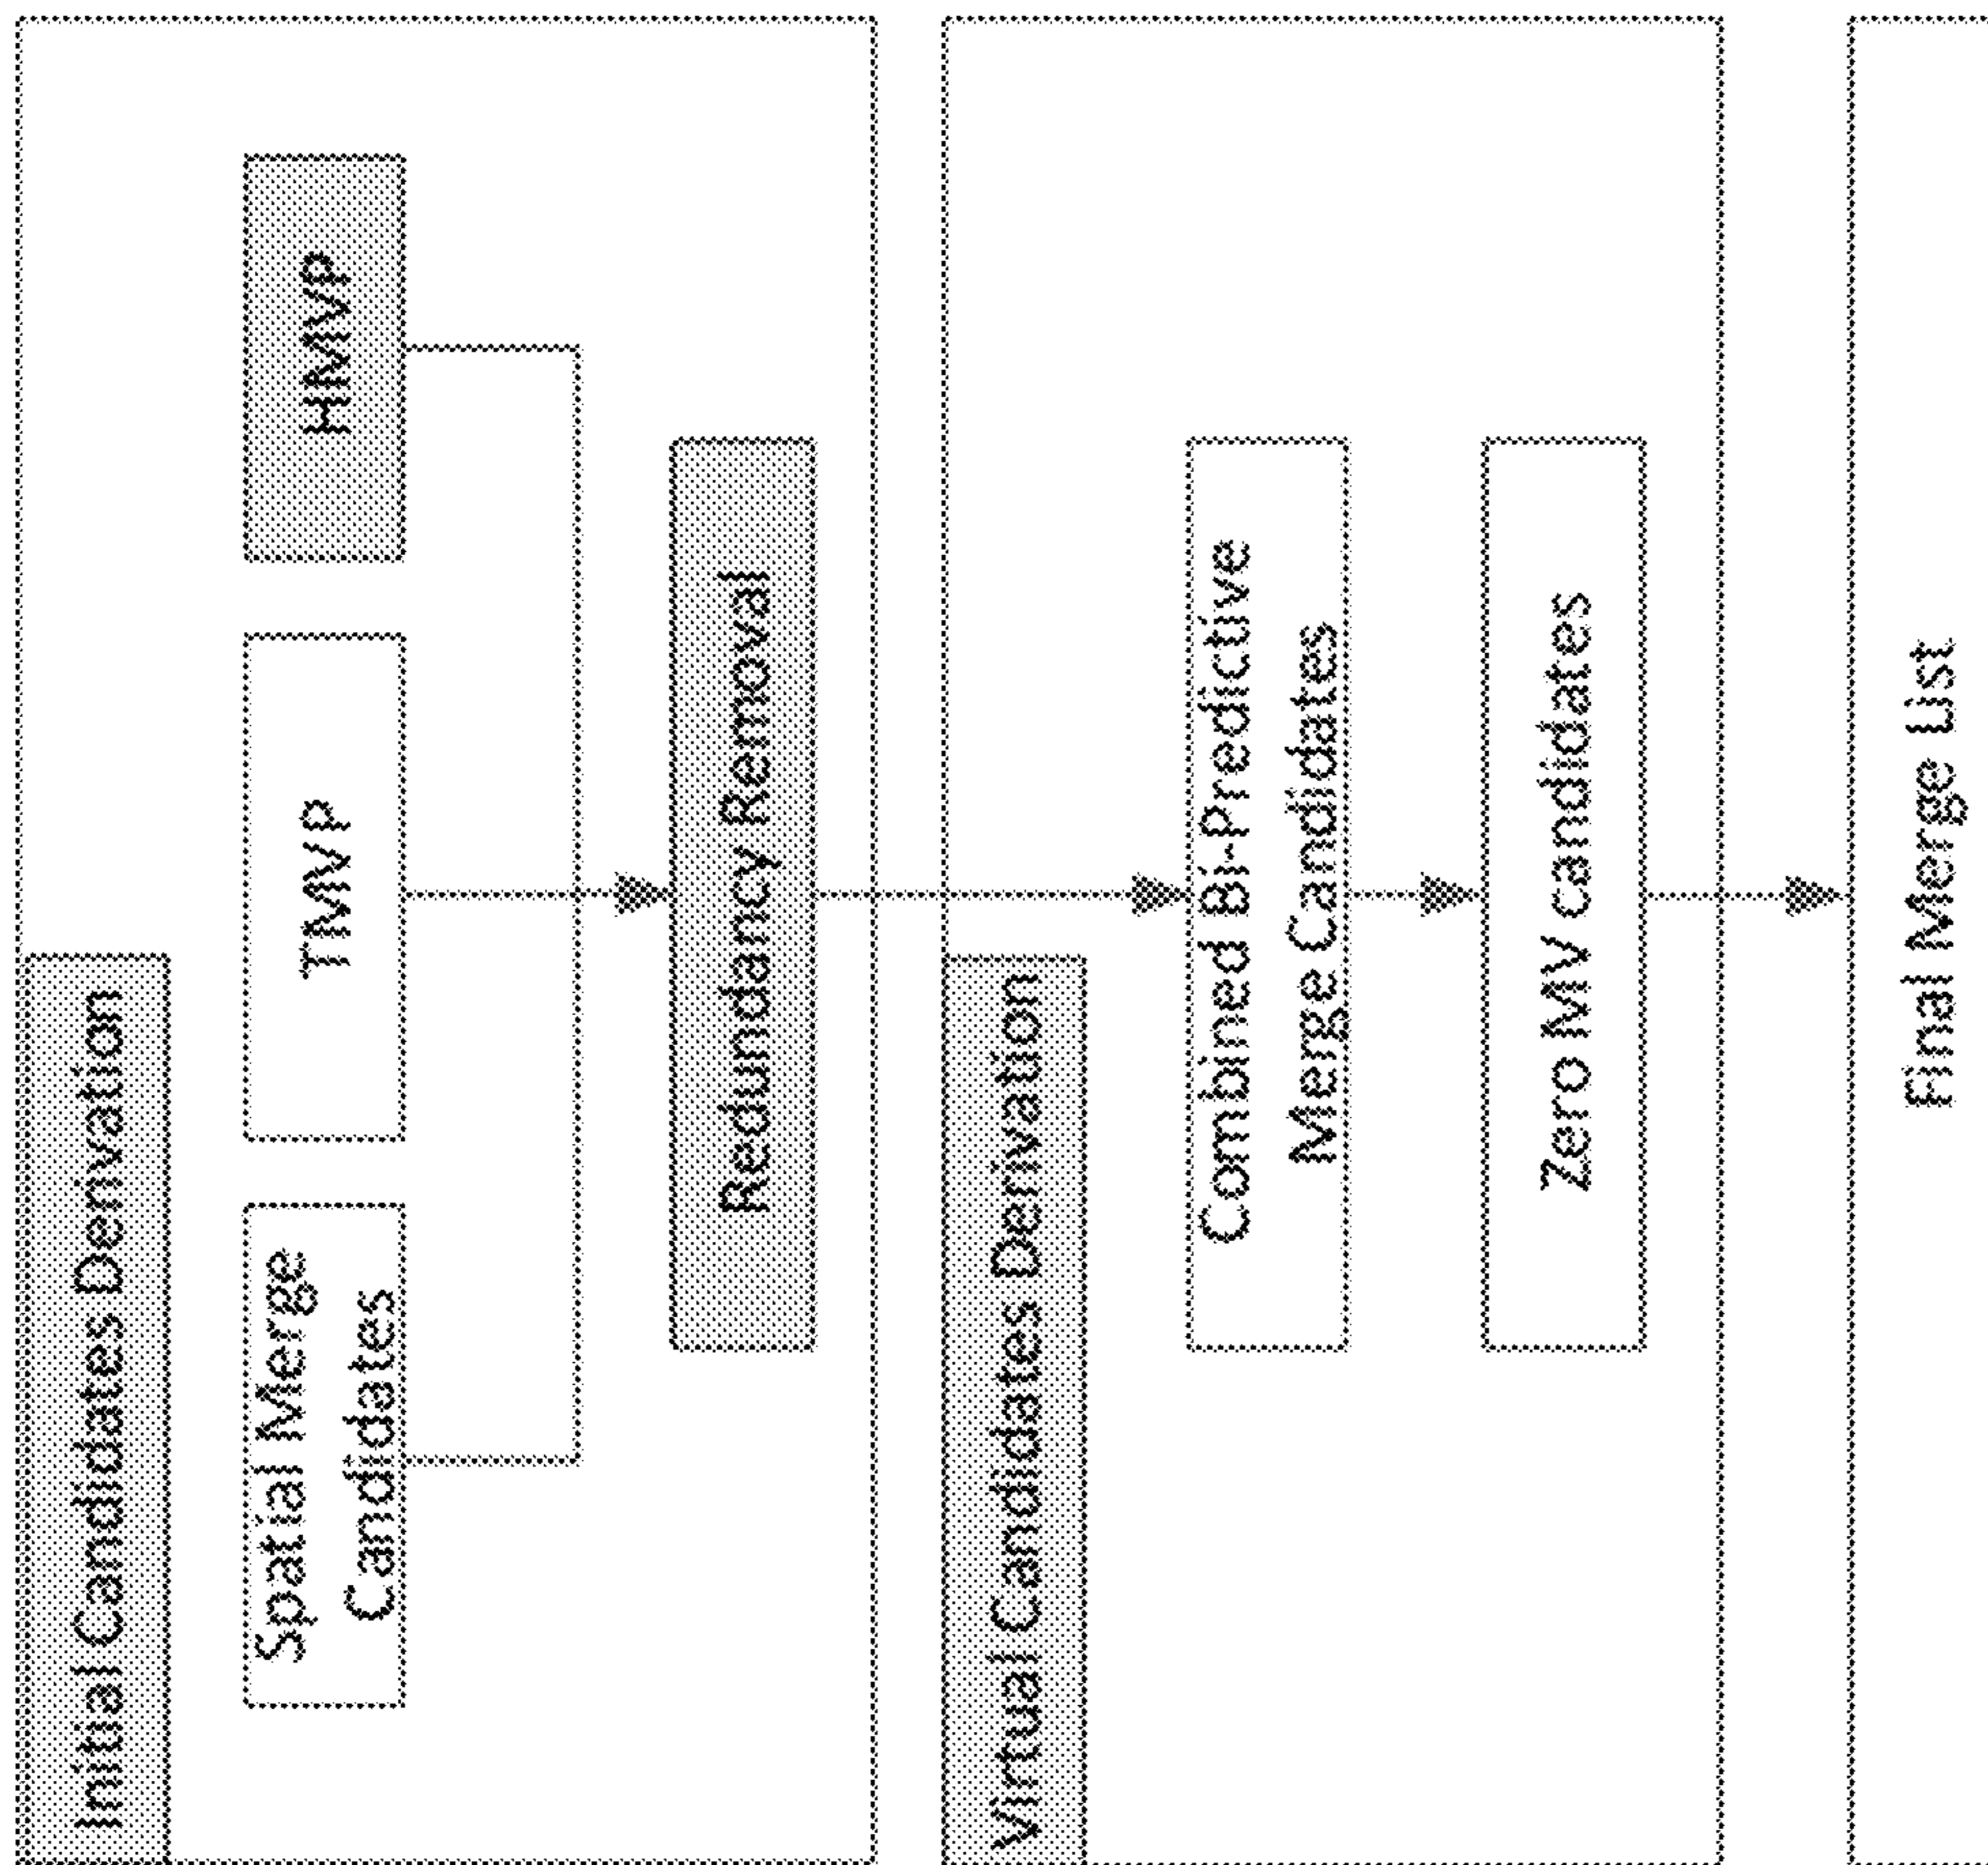 Initial Candidates Derivation
Spatial Merge
Candidates
TMVP
HMVP
Redundancy Removal
Virtual Candidates Derivation
Combined Bi-Predictive
Merge Candidates
Zero MV candidates
Final Merge List